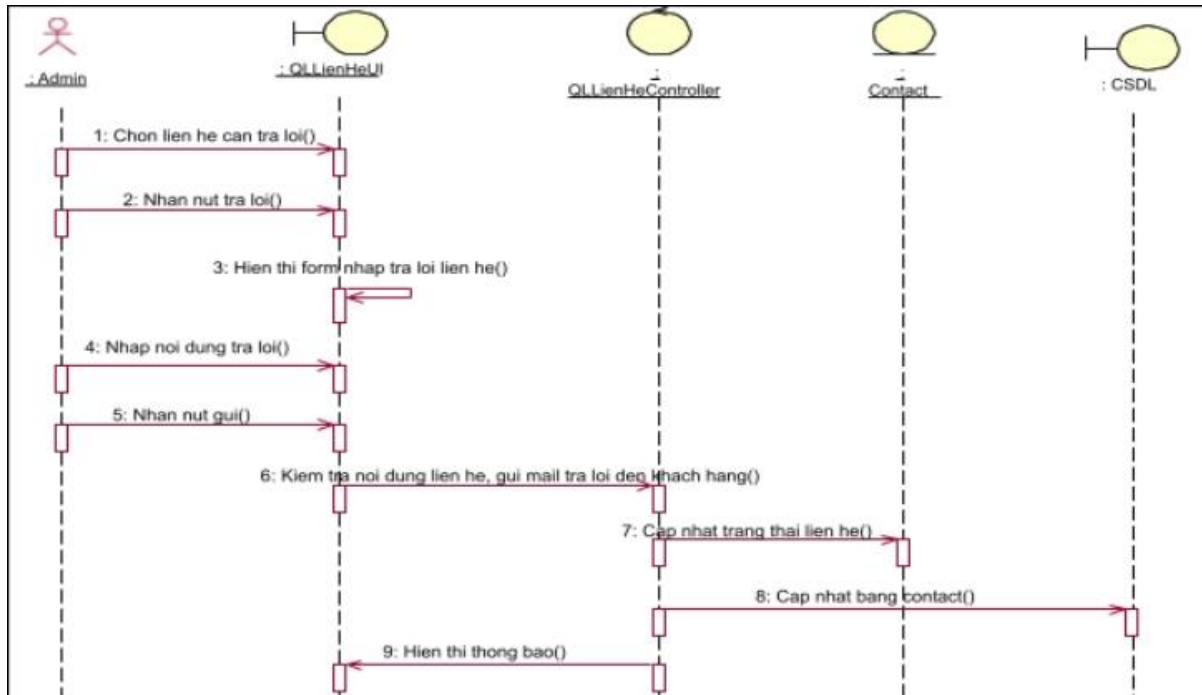 : Admin
: QLLienHeUI
:
QLLienHeController
:
Contact
: CSDL
1: Chon lien he can tra loi()
2: Nhan nut tra loi()
3: Hien thi form nhap tra loi lien he()
4: Nhap noi dung tra loi()
5: Nhan nut gui()
6: Kiem tra noi dung lien he, gui mail tra loi den khach hang()
7: Cap nhat trang thai lien he()
8: Cap nhat bang contact()
9: Hien thi thong bao()